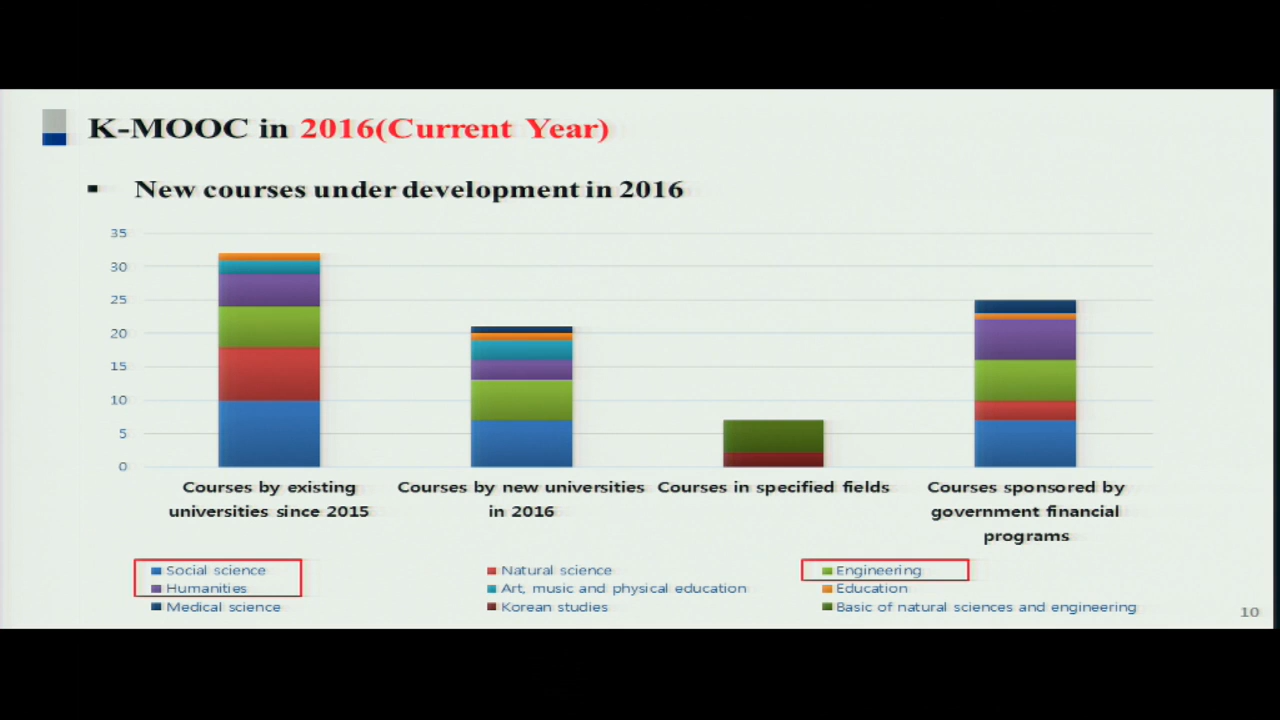 K-MOOC in 2016(Current Year)
▪ New courses under development in 2016
35
30
25
20
15
10
5
0
Courses by existing universities since 2015
Courses by new universities in 2016
Courses in specified fields
Courses sponsored by government financial programs
Social science
Natural science
Engineering
Humanities
Art, music and physical education
Education
Medical science
Korean studies
Basic of natural sciences and engineering
10